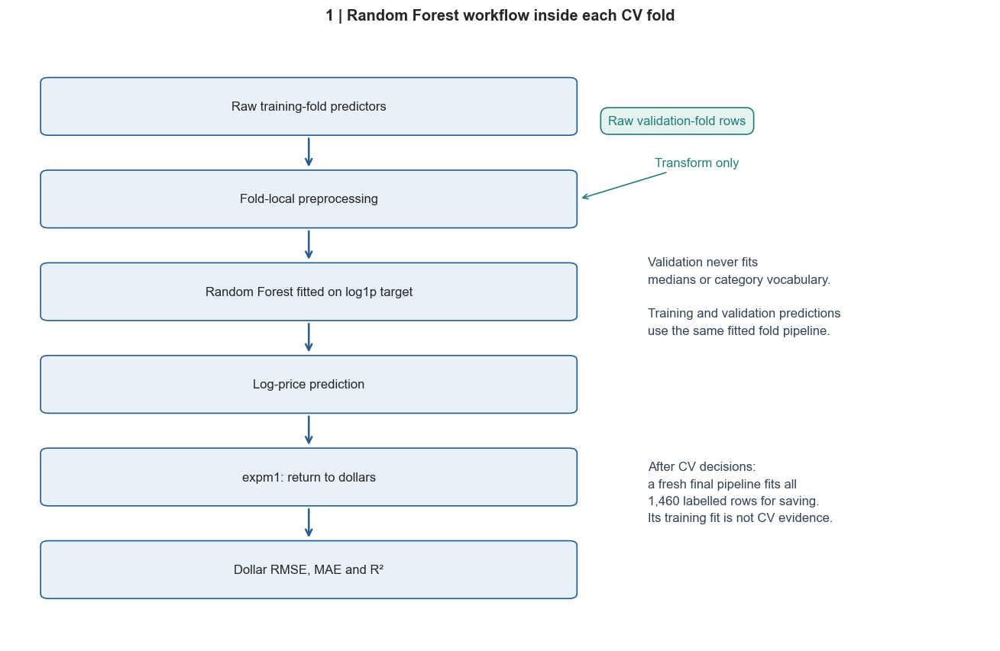 1 | Random Forest workflow inside each CV fold
Raw training-fold predictors
Raw validation-fold rows
Transform only
Fold-local preprocessing
Validation never fits
medians or category vocabulary.
Random Forest fitted on log1p target
Training and validation predictions
use the same fitted fold pipeline.
Log-price prediction
expm1: return to dollars
After CV decisions:
a fresh final pipeline fits all
1,460 labelled rows for saving.
Its training fit is not CV evidence.
Dollar RMSE, MAE and R²